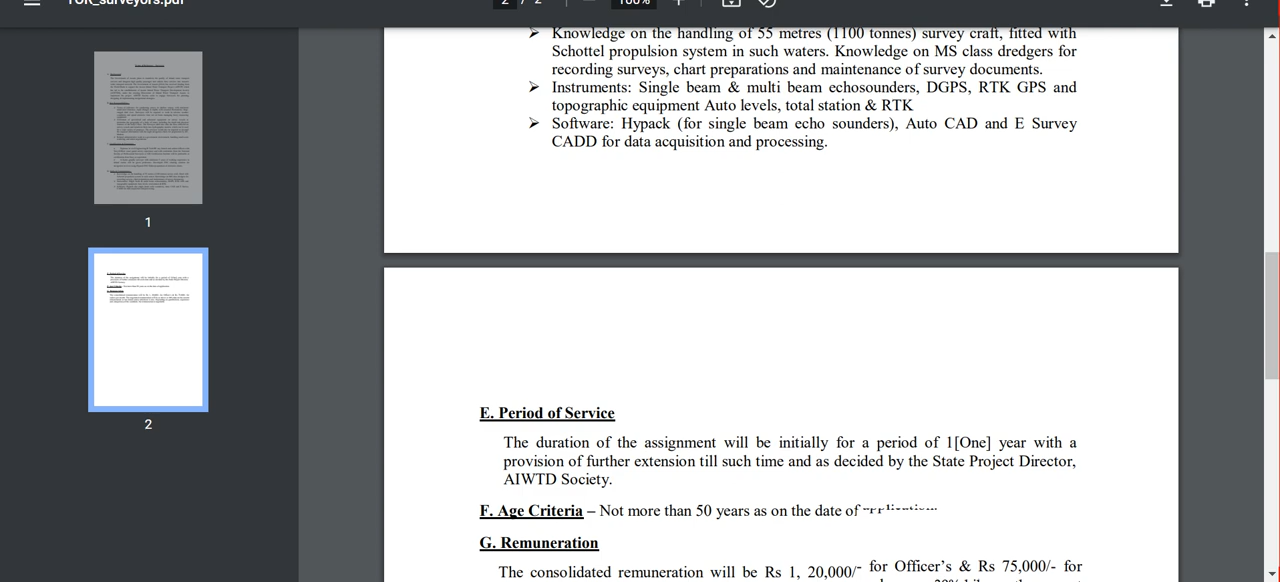 TOR_surveyors.pdf
2 / 2
100%
➢ Knowledge on the handling of 55 metres (1100 tonnes) survey craft, fitted with
Schottel propulsion system in such waters. Knowledge on MS class dredgers for
recording surveys, chart preparations and maintenance of survey documents.
➢ Instruments: Single beam & multi beam echosounders, DGPS, RTK GPS and
topographic equipment Auto levels, total station & RTK
➢ Software: Hypack (for single beam echo sounders), Auto CAD and E Survey
CADD for data acquisition and processing.
1
2
E. Period of Service
The duration of the assignment will be initially for a period of 1[One] year with a
provision of further extension till such time and as decided by the State Project Director,
AIWTD Society.
F. Age Criteria – Not more than 50 years as on the date of
G. Remuneration
The consolidated remuneration will be Rs 1, 20,000/- for Officer's & Rs 75,000/- for